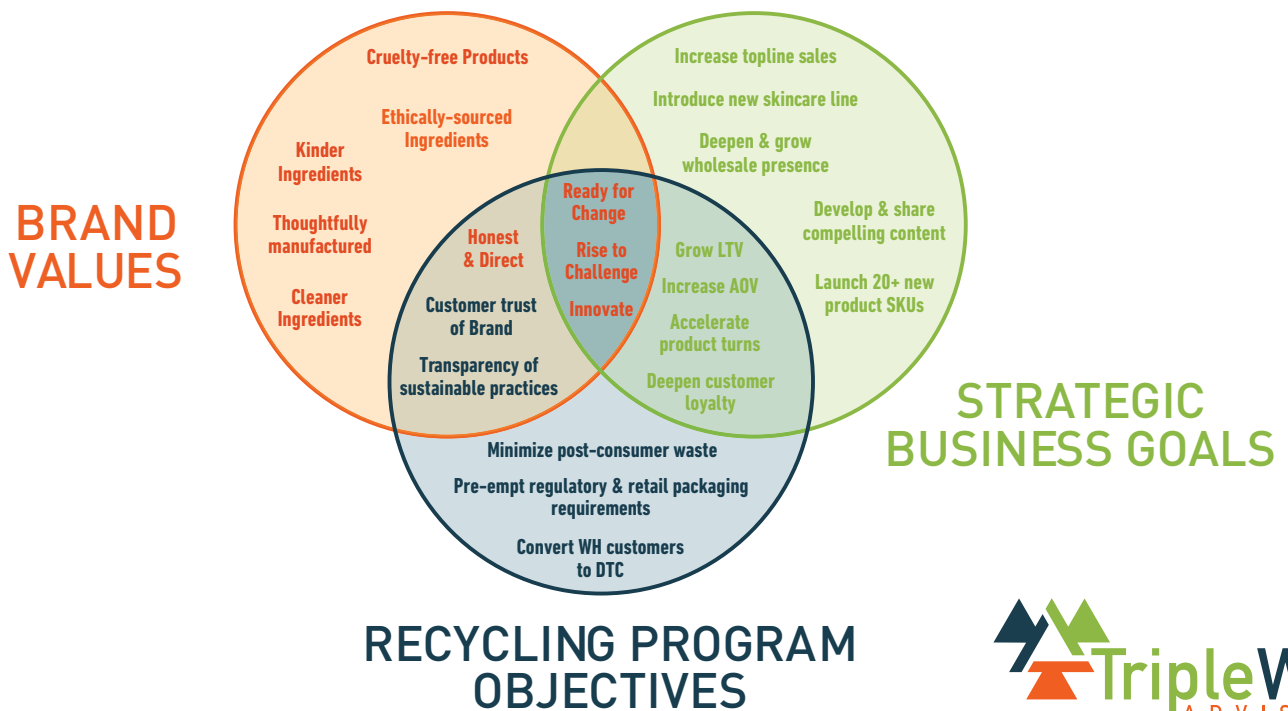 Cruelty-free Products
Ethically-sourced
Ingredients
Kinder
Ingredients
Thoughtfully
manufactured
Cleaner
Ingredients
BRAND
VALUES
Honest
& Direct
Customer trust
of Brand
Transparency of
sustainable practices
Ready for
Change
Rise to
Challenge
Innovate
Increase topline sales
Introduce new skincare line
Deepen & grow
wholesale presence
Develop & share
compelling content
Launch 20+ new
product SKUs
Grow LTV
Increase AOV
Accelerate
product turns
Deepen customer
loyalty
STRATEGIC
BUSINESS GOALS
Minimize post-consumer waste
Pre-empt regulatory & retail packaging
requirements
Convert WH customers
to DTC
RECYCLING PROGRAM
OBJECTIVES
TripleW